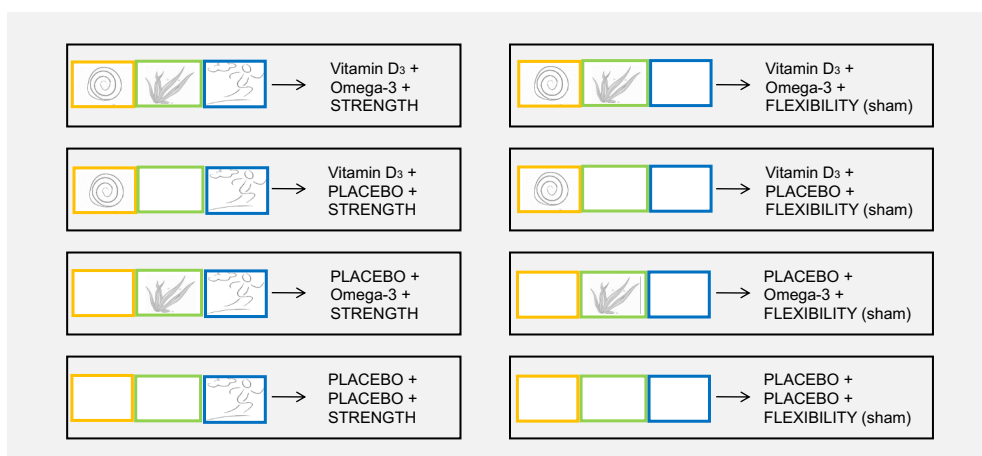 Vitamin D₃ +
Omega-3 +
STRENGTH
Vitamin D₃ +
Omega-3 +
FLEXIBILITY (sham)
Vitamin D₃ +
PLACEBO +
STRENGTH
Vitamin D₃ +
PLACEBO +
FLEXIBILITY (sham)
PLACEBO +
Omega-3 +
STRENGTH
PLACEBO +
Omega-3 +
FLEXIBILITY (sham)
PLACEBO +
PLACEBO +
STRENGTH
PLACEBO +
PLACEBO +
FLEXIBILITY (sham)